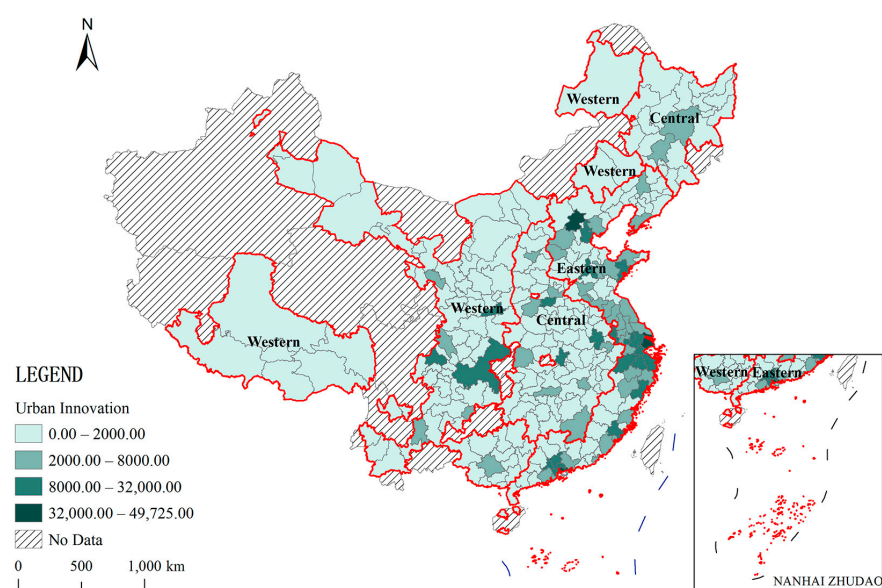 N
Western
Central
Western
Eastern
Western
Central
Western
LEGEND
Urban Innovation
0.00 – 2000.00
2000.00 – 8000.00
8000.00 – 32,000.00
32,000.00 – 49,725.00
No Data
0 500 1,000 km
Western Eastern
NANHAI ZHUDAO